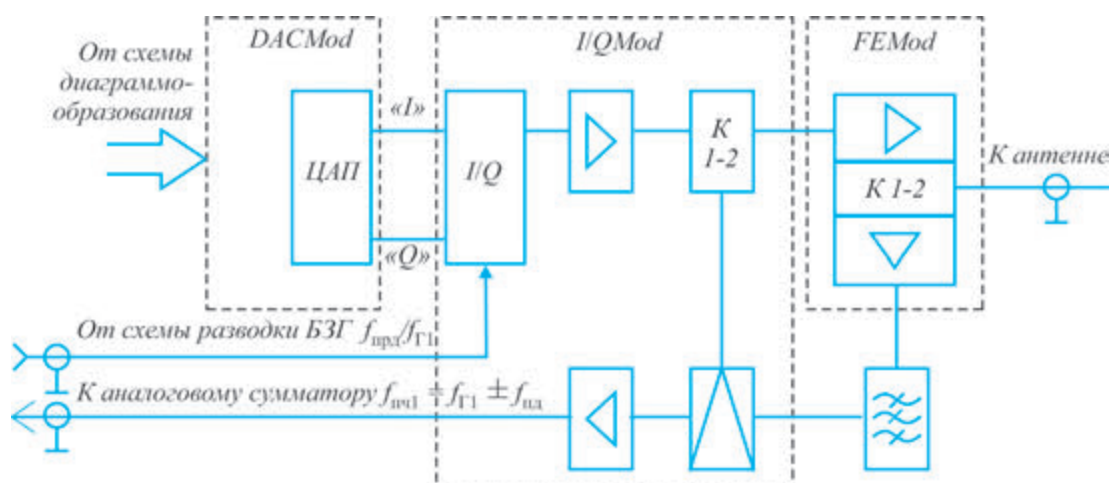 DACMod
I/QMod
FEMod
От схемы
диаграммо-
образования
«I»
ЦАП
I/Q
К
1-2
К антенне
К 1-2
«Q»
От схемы разводки БЗГ fпрд/fГ1
К аналоговому сумматору fпч1 = fГ1 ± fпд